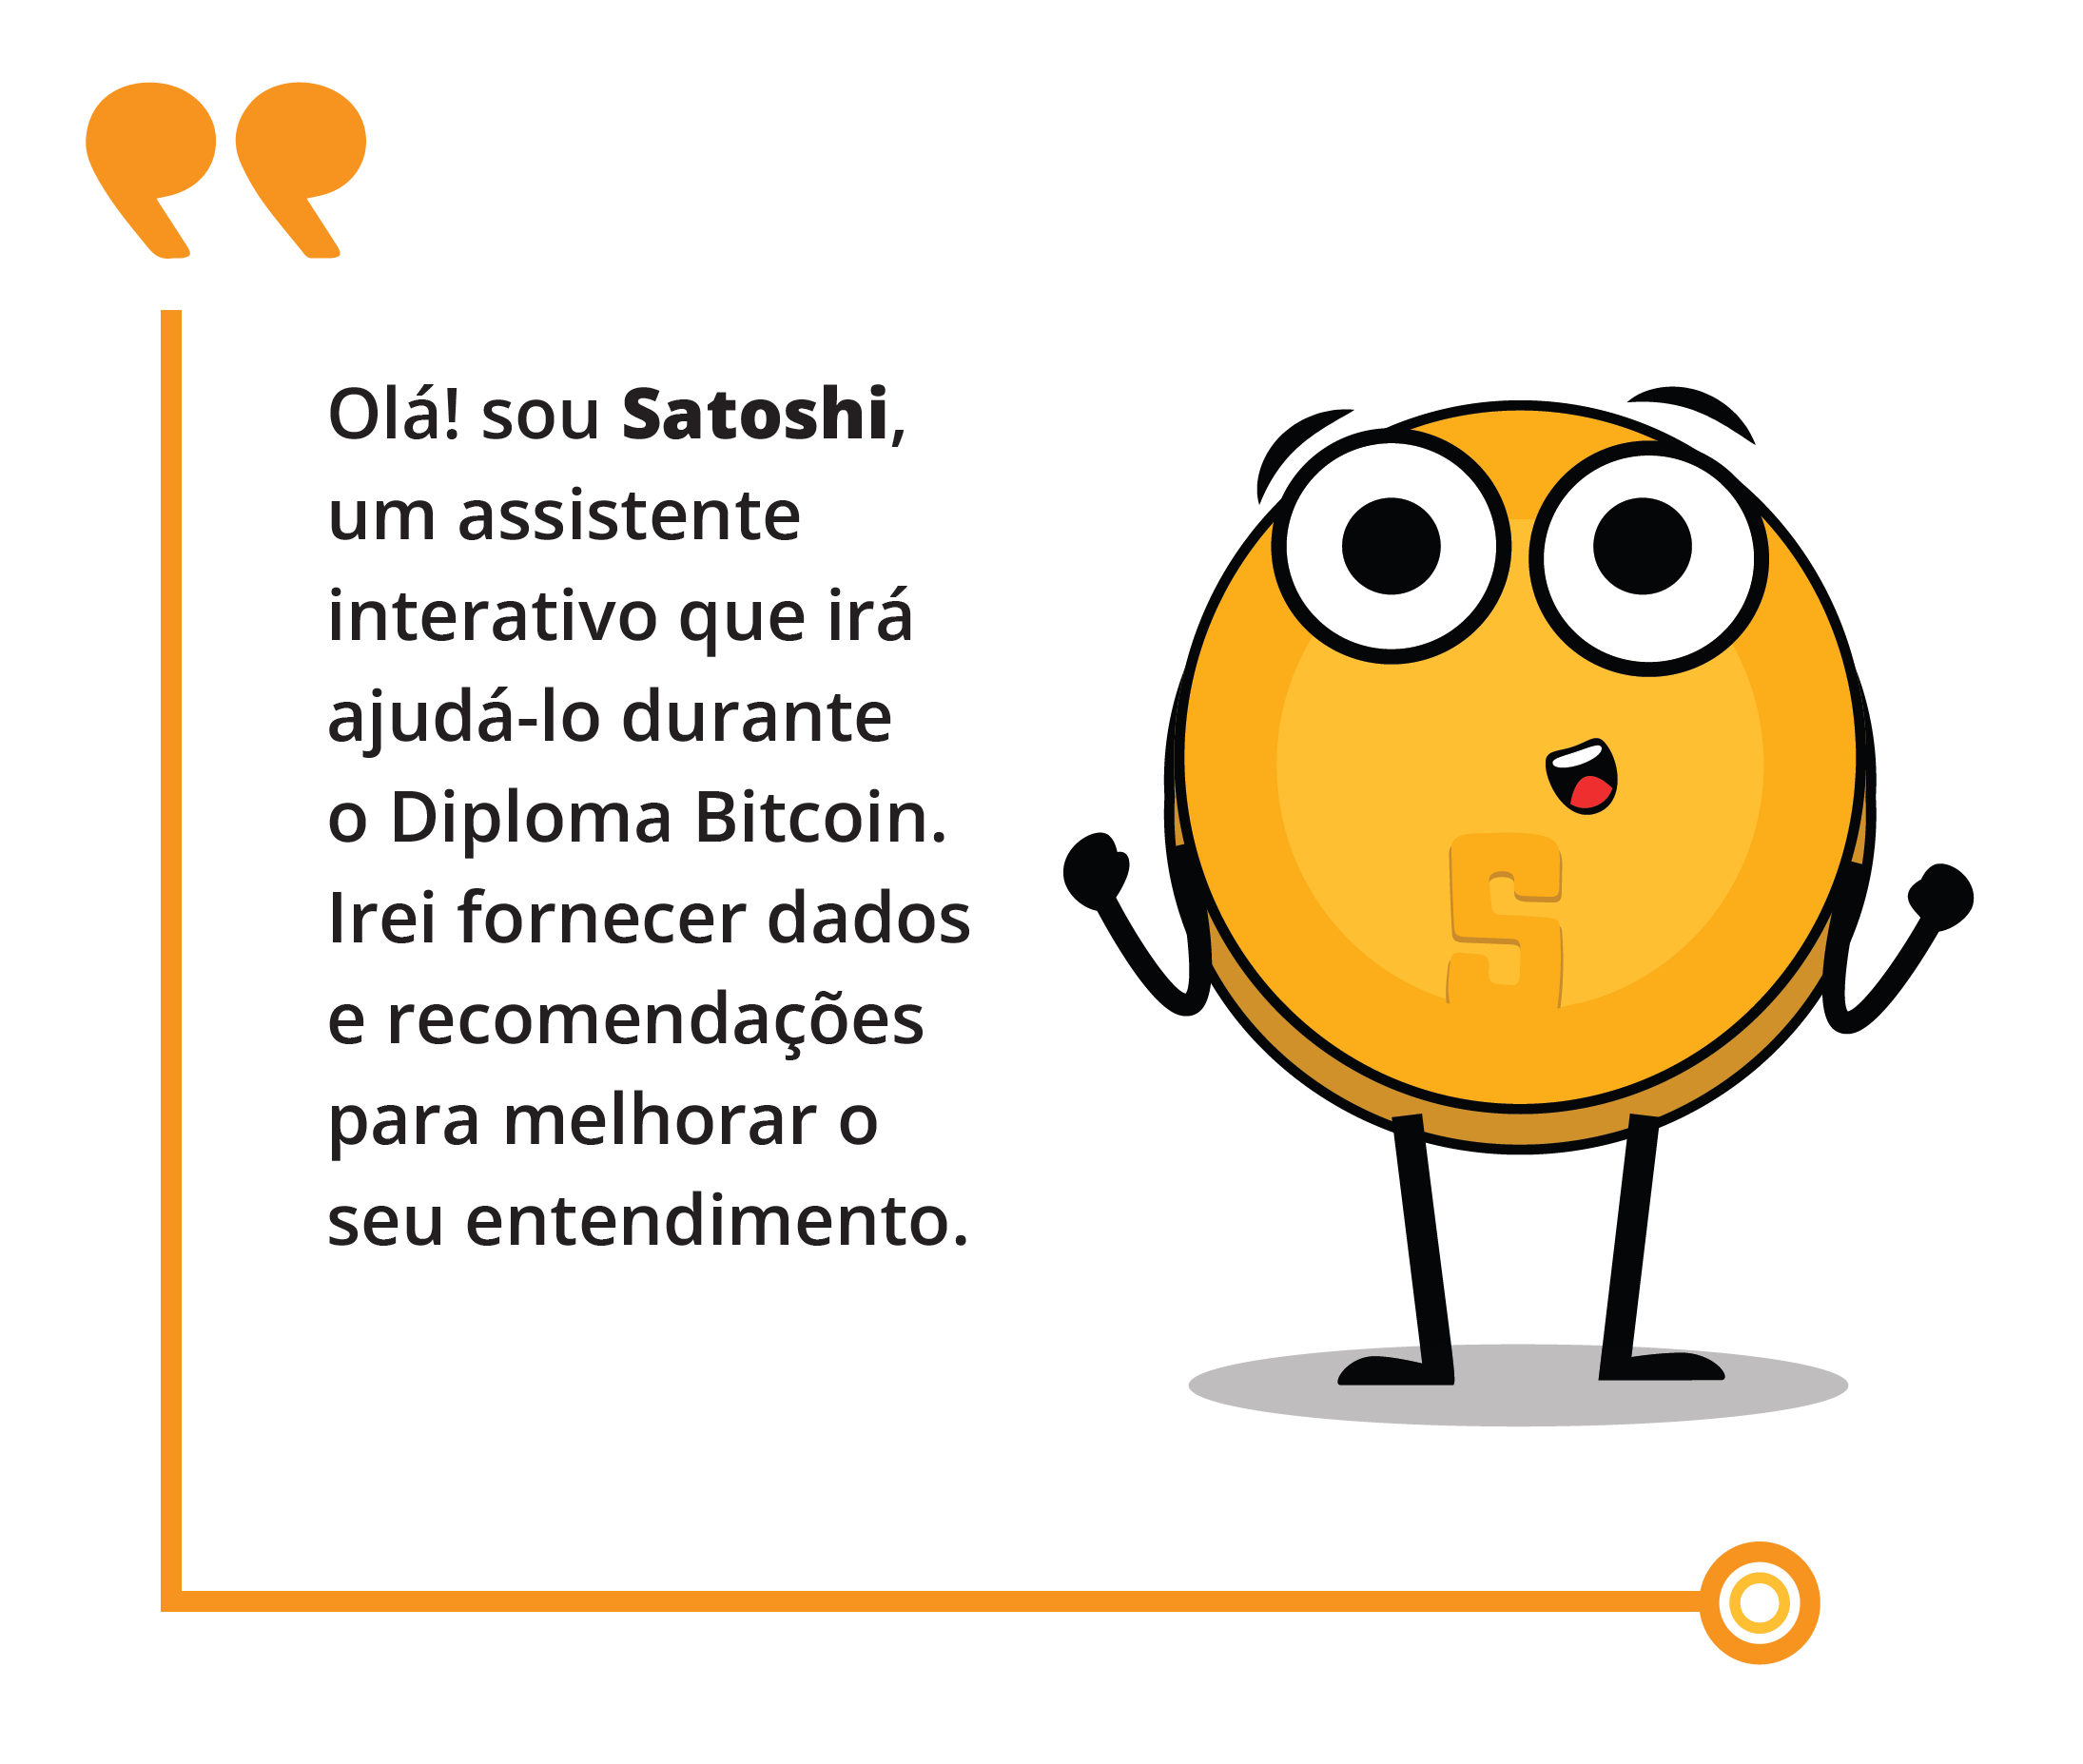 Olá! sou Satoshi,
um assistente
interativo que irá
ajudá-lo durante
o Diploma Bitcoin.
Irei fornecer dados
e recomendações
para melhorar o
seu entendimento.
S